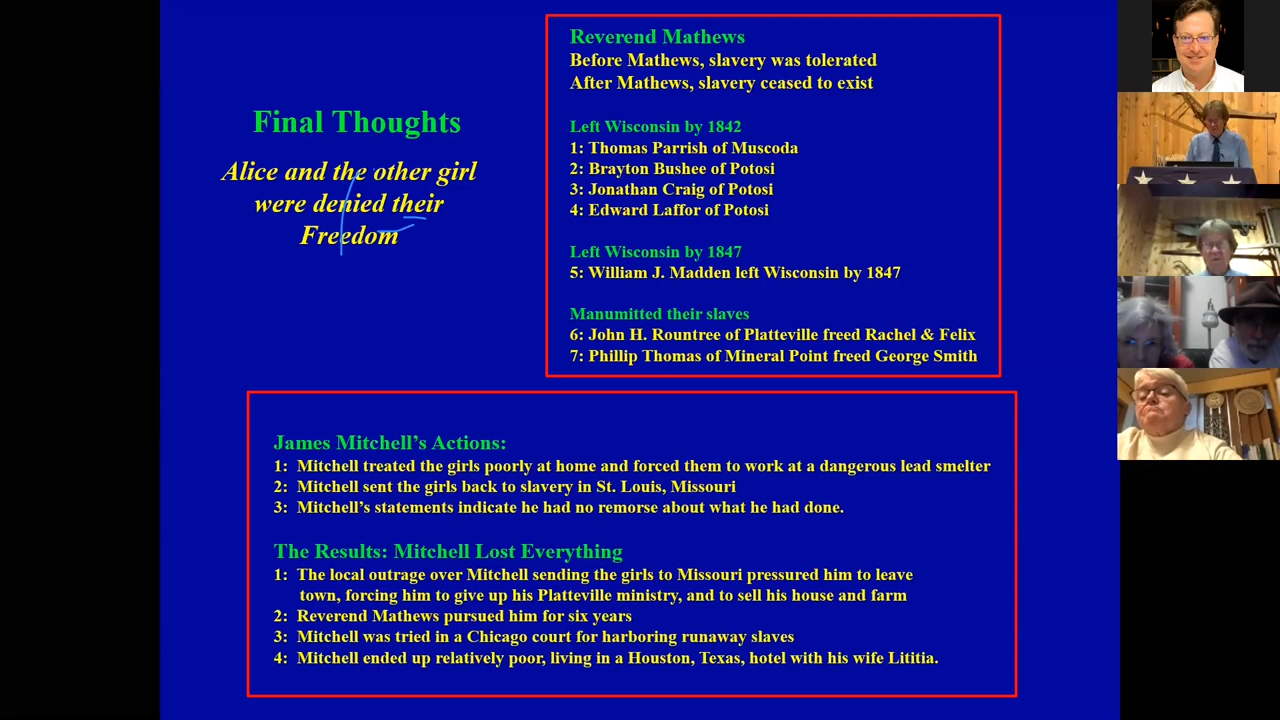 Final Thoughts
Alice and the other girl
were denied their
Freedom
Reverend Mathews
Before Mathews, slavery was tolerated
After Mathews, slavery ceased to exist
Left Wisconsin by 1842
1: Thomas Parrish of Muscoda
2: Brayton Bushee of Potosi
3: Jonathan Craig of Potosi
4: Edward Laffor of Potosi
Left Wisconsin by 1847
5: William J. Madden left Wisconsin by 1847
Manumitted their slaves
6: John H. Rountree of Platteville freed Rachel & Felix
7: Phillip Thomas of Mineral Point freed George Smith
James Mitchell’s Actions:
1: Mitchell treated the girls poorly at home and forced them to work at a dangerous lead smelter
2: Mitchell sent the girls back to slavery in St. Louis, Missouri
3: Mitchell’s statements indicate he had no remorse about what he had done.
The Results: Mitchell Lost Everything
1: The local outrage over Mitchell sending the girls to Missouri pressured him to leave
town, forcing him to give up his Platteville ministry, and to sell his house and farm
2: Reverend Mathews pursued him for six years
3: Mitchell was tried in a Chicago court for harboring runaway slaves
4: Mitchell ended up relatively poor, living in a Houston, Texas, hotel with his wife Lititia.